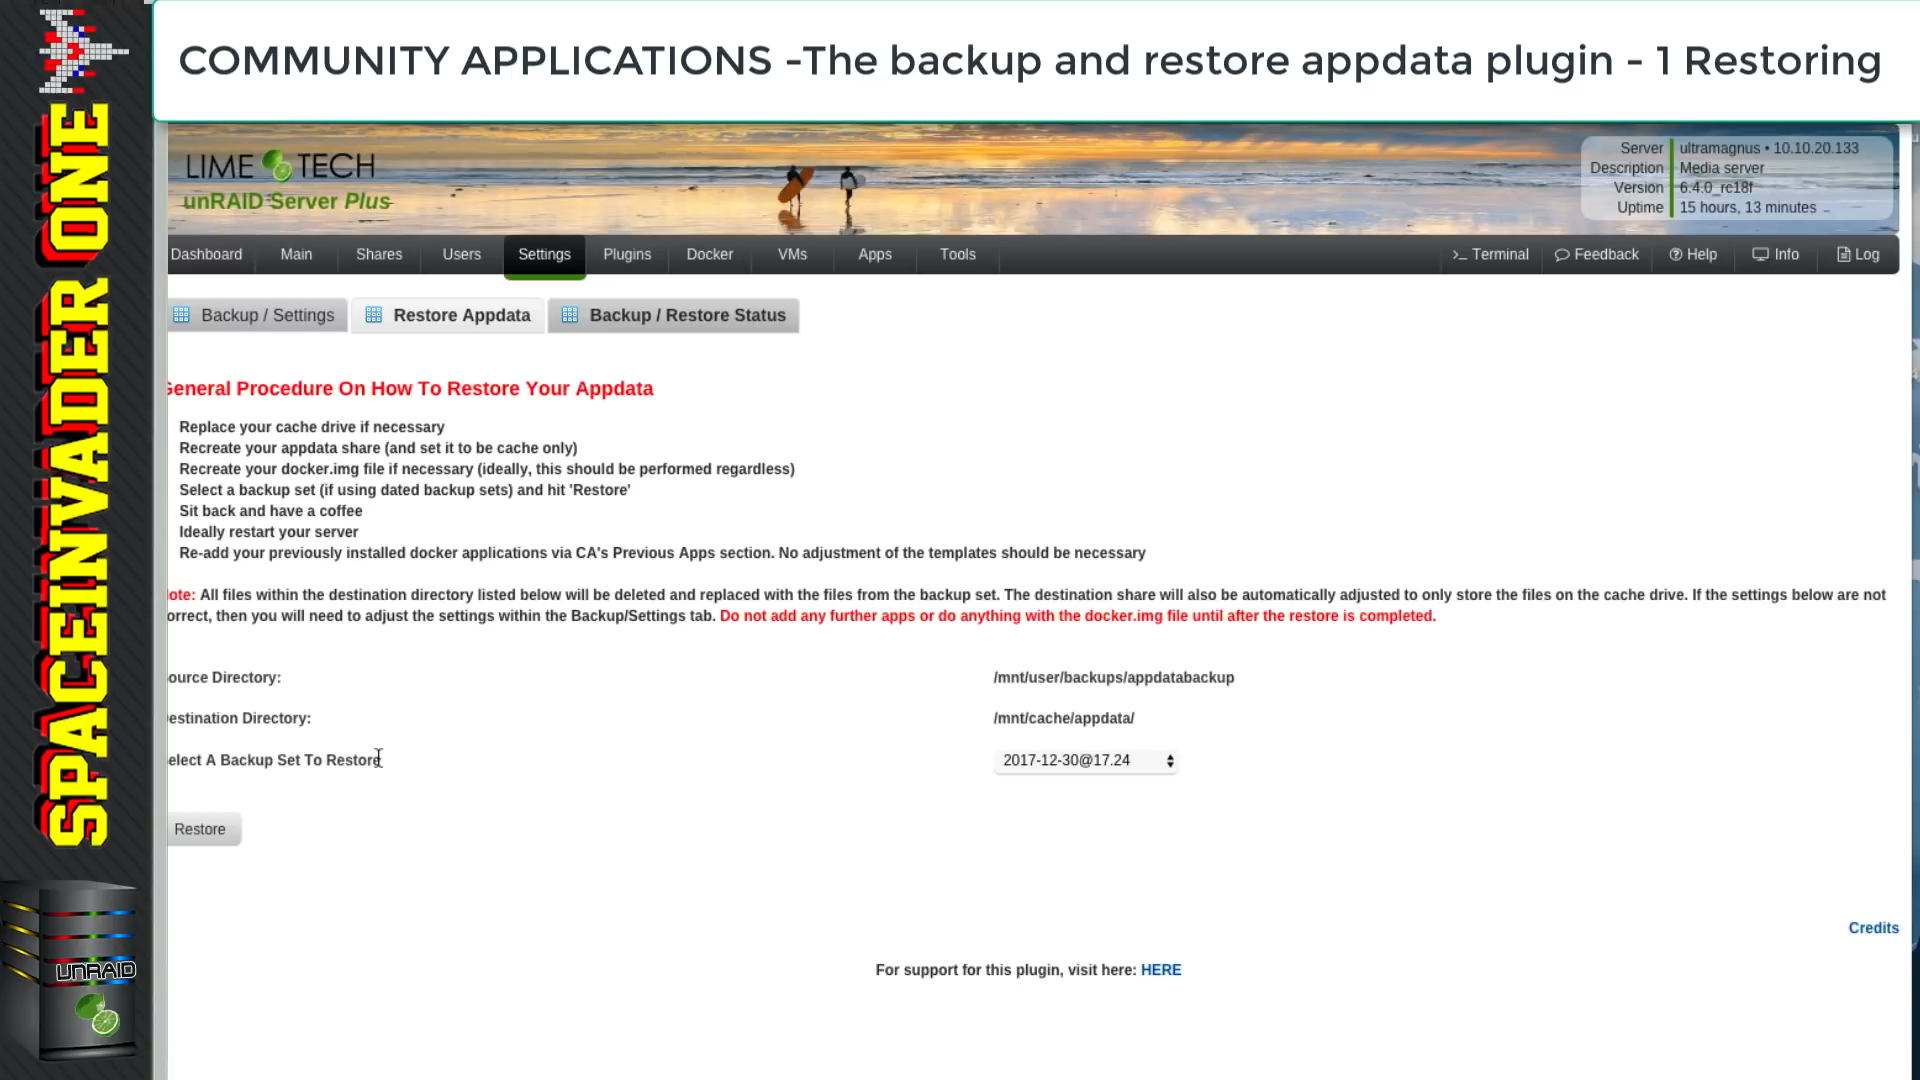 COMMUNITY APPLICATIONS -The backup and restore appdata plugin - 1 Restoring
SPACEINVADER ONE
LIME TECH
unRAID Server Plus
Server ultramagnus • 10.10.20.133
Description Media server
Version 6.4.0_rc18f
Uptime 15 hours, 13 minutes
Dashboard Main Shares Users Settings Plugins Docker VMs Apps Tools >_ Terminal Feedback Help Info Log
Backup / Settings Restore Appdata Backup / Restore Status
General Procedure On How To Restore Your Appdata
Replace your cache drive if necessary
Recreate your appdata share (and set it to be cache only)
Recreate your docker.img file if necessary (ideally, this should be performed regardless)
Select a backup set (if using dated backup sets) and hit 'Restore'
Sit back and have a coffee
Ideally restart your server
Re-add your previously installed docker applications via CA's Previous Apps section. No adjustment of the templates should be necessary
ote: All files within the destination directory listed below will be deleted and replaced with the files from the backup set. The destination share will also be automatically adjusted to only store the files on the cache drive. If the settings below are not
orrect, then you will need to adjust the settings within the Backup/Settings tab. Do not add any further apps or do anything with the docker.img file until after the restore is completed.
ource Directory: /mnt/user/backups/appdatabackup
estination Directory: /mnt/cache/appdata/
elect A Backup Set To Restore 2017-12-30@17.24
Restore
Credits
For support for this plugin, visit here: HERE
UNRAID